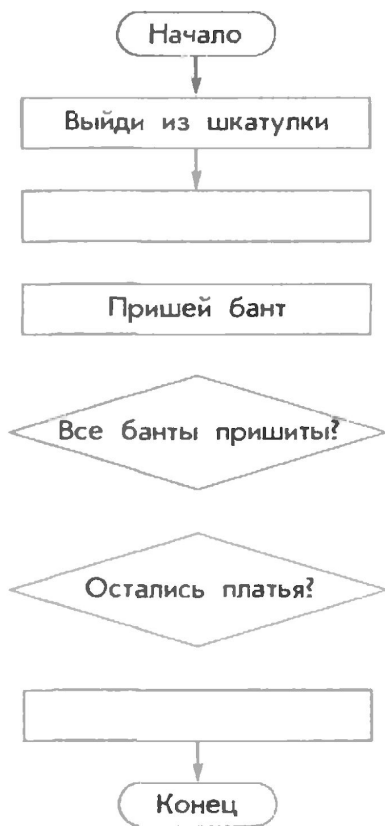 Начало
Выйди из шкатулки
Пришей бант
Все банты пришиты?
Остались платья?
Конец